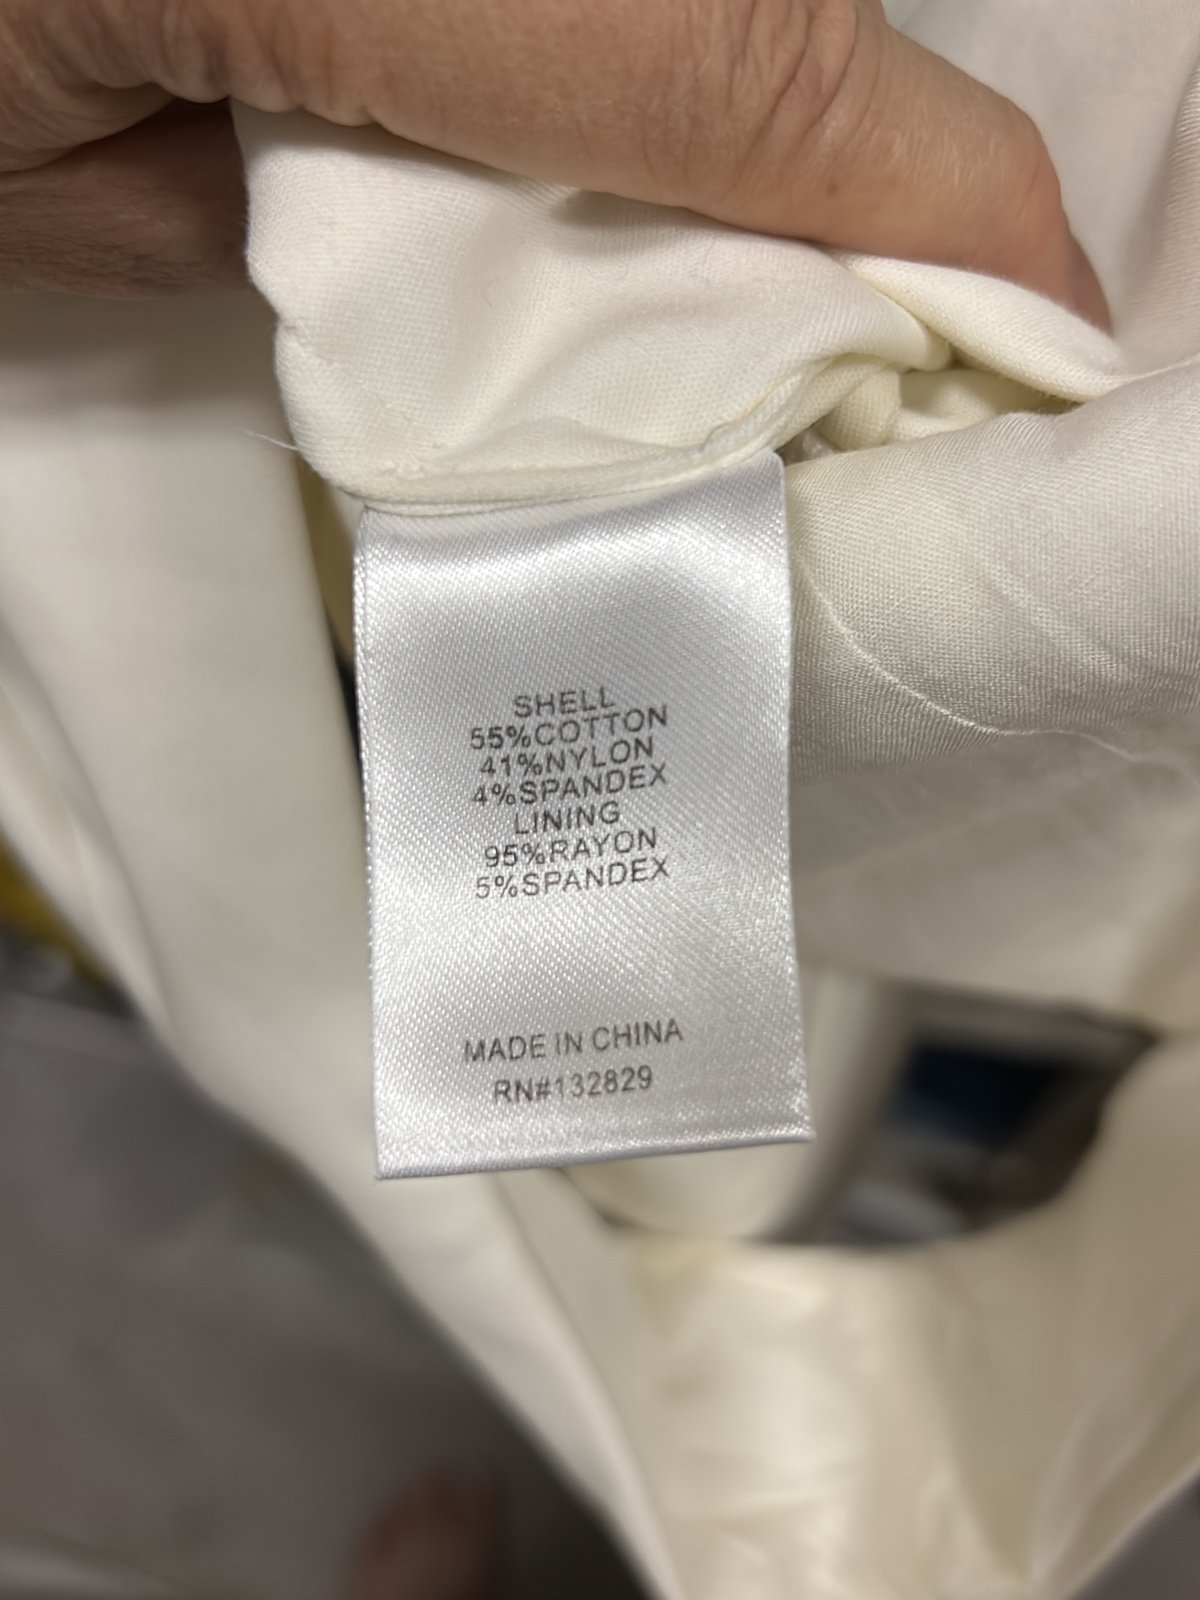 SHELL
55%COTTON
41%NYLON
4%SPANDEX
LINING
95%RAYON
5%SPANDEX
MADE IN CHINA
RN#132829